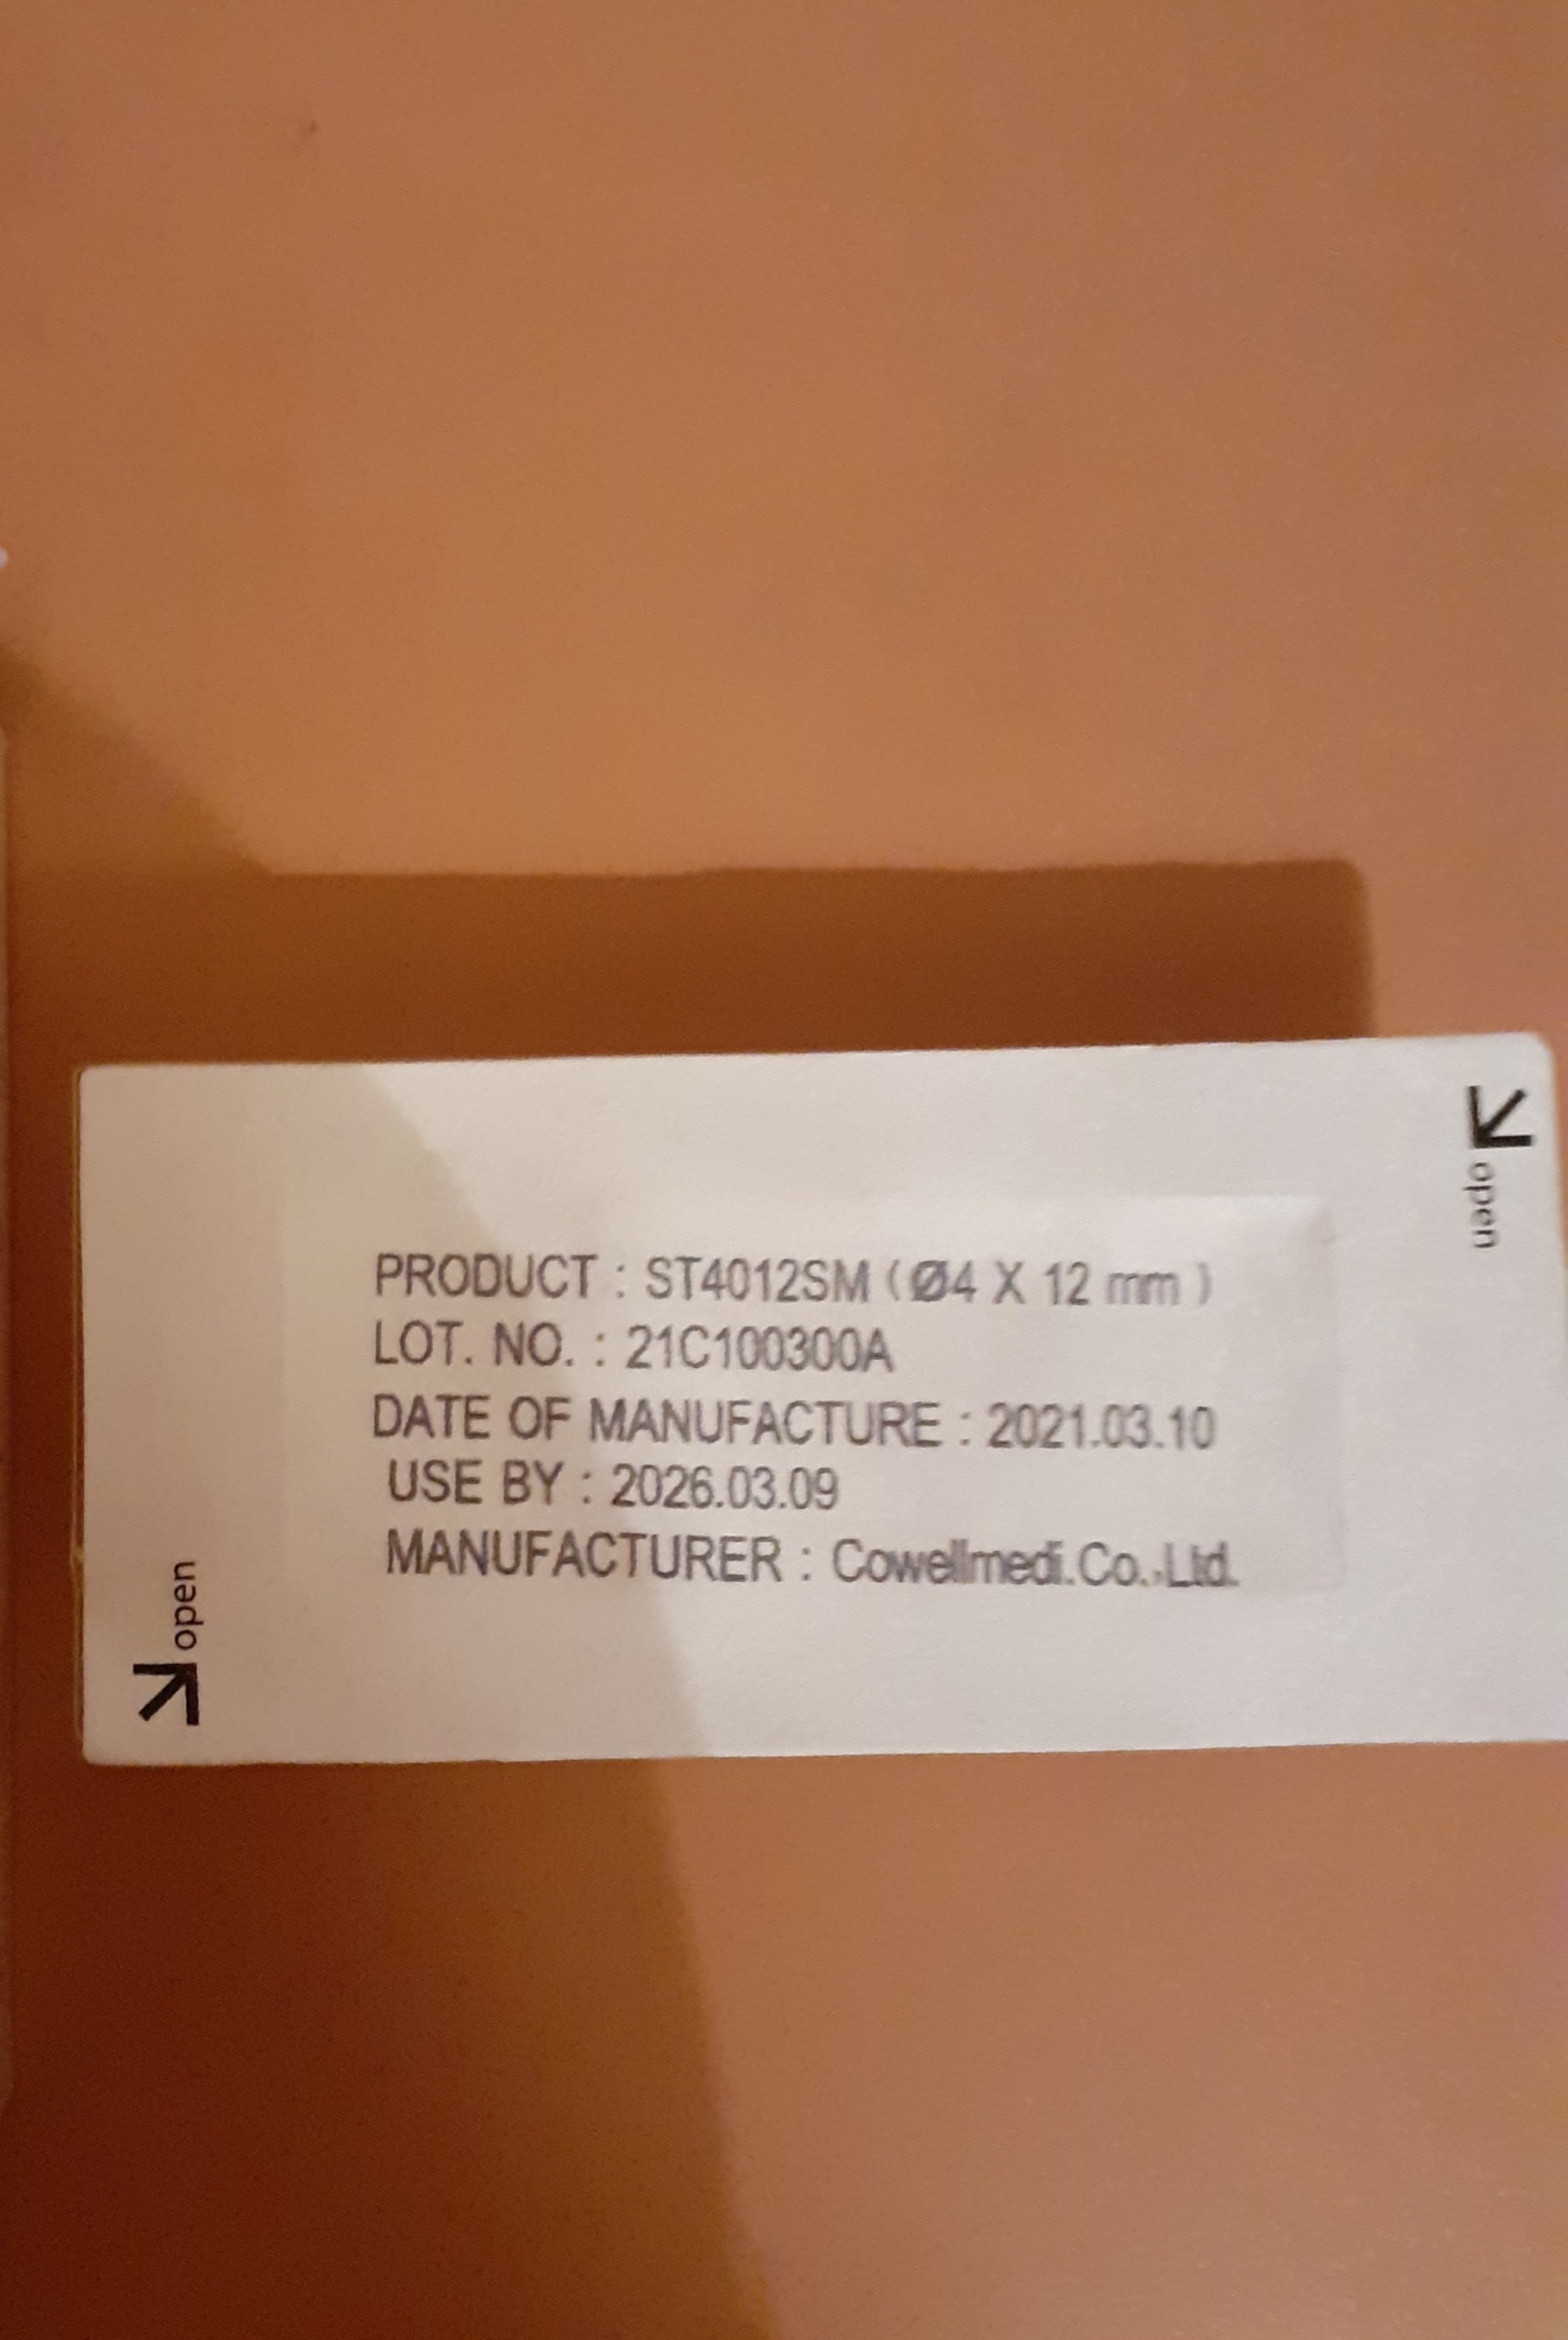 open
PRODUCT : ST4012SM ( Ø4 X 12 mm )
LOT. NO. : 21C100300A
DATE OF MANUFACTURE : 2021.03.10
USE BY : 2026.03.09
MANUFACTURER : Cowellmedi.Co.,Ltd.
open